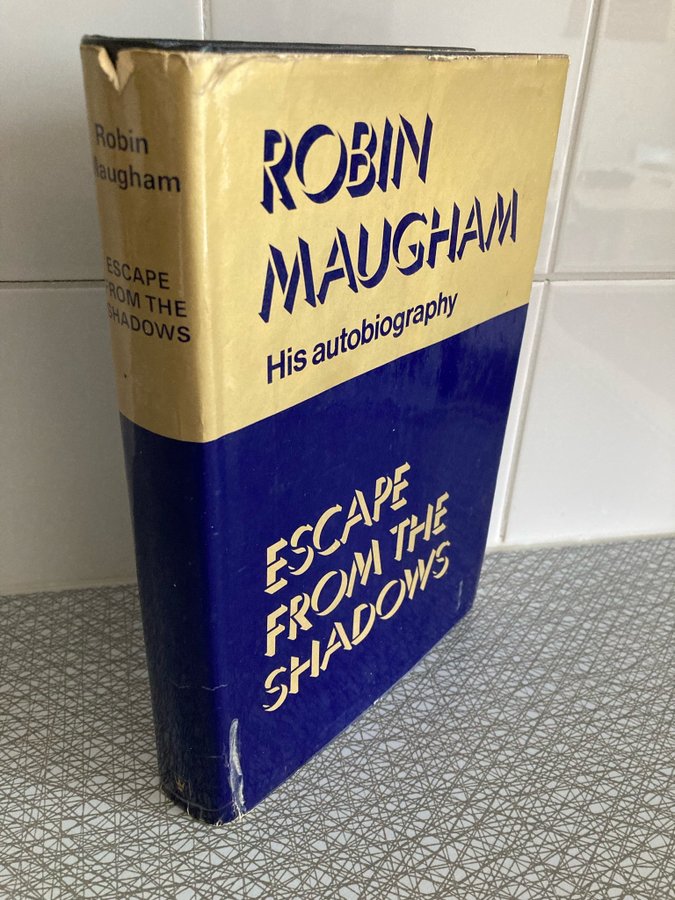 Robin
Maugham
ESCAPE
FROM THE
SHADOWS
ROBIN
MAUGHAM
His autobiography
ESCAPE
FROM THE
SHADOWS